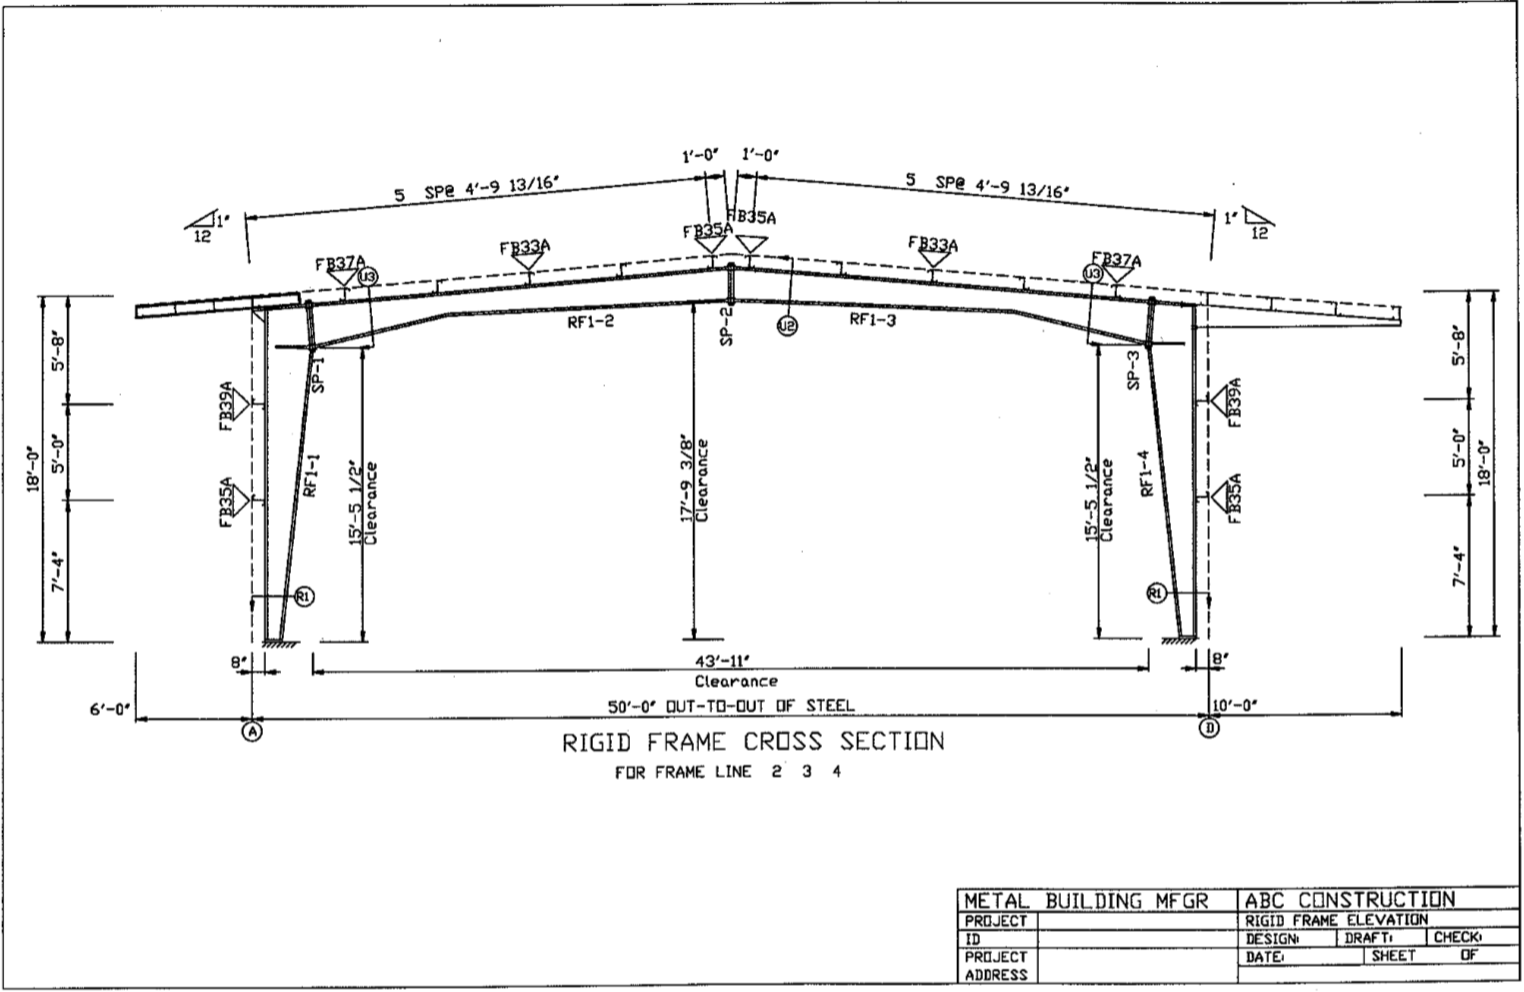 1'-0" 1'-0"
5 SP@ 4'-9 13/16"
5 SP@ 4'-9 13/16"
1"
12
1"
12
FB35A
FB35A
FB33A
FB33A
FB37A
FB37A
U3
U3
U2
RF1-2
SP-2
RF1-3
SP-1
SP-3
18'-0"
5'-8"
5'-0"
7'-4"
FB39A
FB35A
RF1-1
15'-5 1/2"
Clearance
17'-9 3/8"
Clearance
15'-5 1/2"
Clearance
RF1-4
FB39A
FB35A
5'-8"
5'-0"
7'-4"
18'-0"
R1
R1
8"
43'-11"
Clearance
8"
6'-0"
50'-0" OUT-TO-OUT OF STEEL
10'-0"
A
D
RIGID FRAME CROSS SECTION
FOR FRAME LINE 2 3 4
METAL BUILDING MFGR
ABC CONSTRUCTION
PROJECT
RIGID FRAME ELEVATION
ID
DESIGN: DRAFT: CHECK:
PROJECT
ADDRESS
DATE: SHEET OF